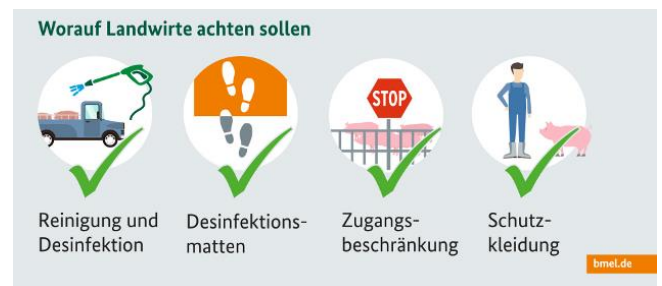 Worauf Landwirte achten sollen
STOP
Reinigung und
Desinfektion
Desinfektions-
matten
Zugangs-
beschränkung
Schutz-
kleidung
bmel.de